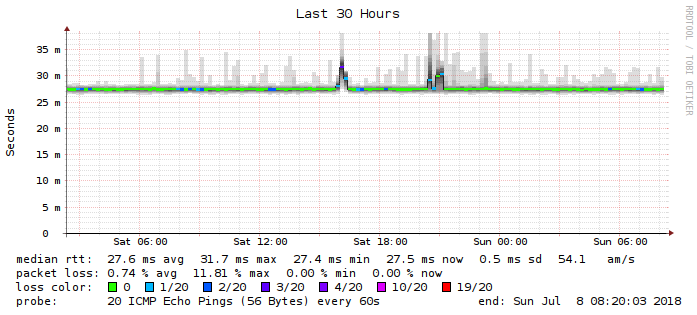 Last 30 Hours
RRDTOOL / TOBI OETIKER
Seconds
35 m
30 m
25 m
20 m
15 m
10 m
5 m
0
Sat 06:00 Sat 12:00 Sat 18:00 Sun 00:00 Sun 06:00
median rtt: 27.6 ms avg 31.7 ms max 27.4 ms min 27.5 ms now 0.5 ms sd 54.1 am/s
packet loss: 0.74 % avg 11.81 % max 0.00 % min 0.00 % now
loss color: 0 1/20 2/20 3/20 4/20 10/20 19/20
probe: 20 ICMP Echo Pings (56 Bytes) every 60s end: Sun Jul 8 08:20:03 2018